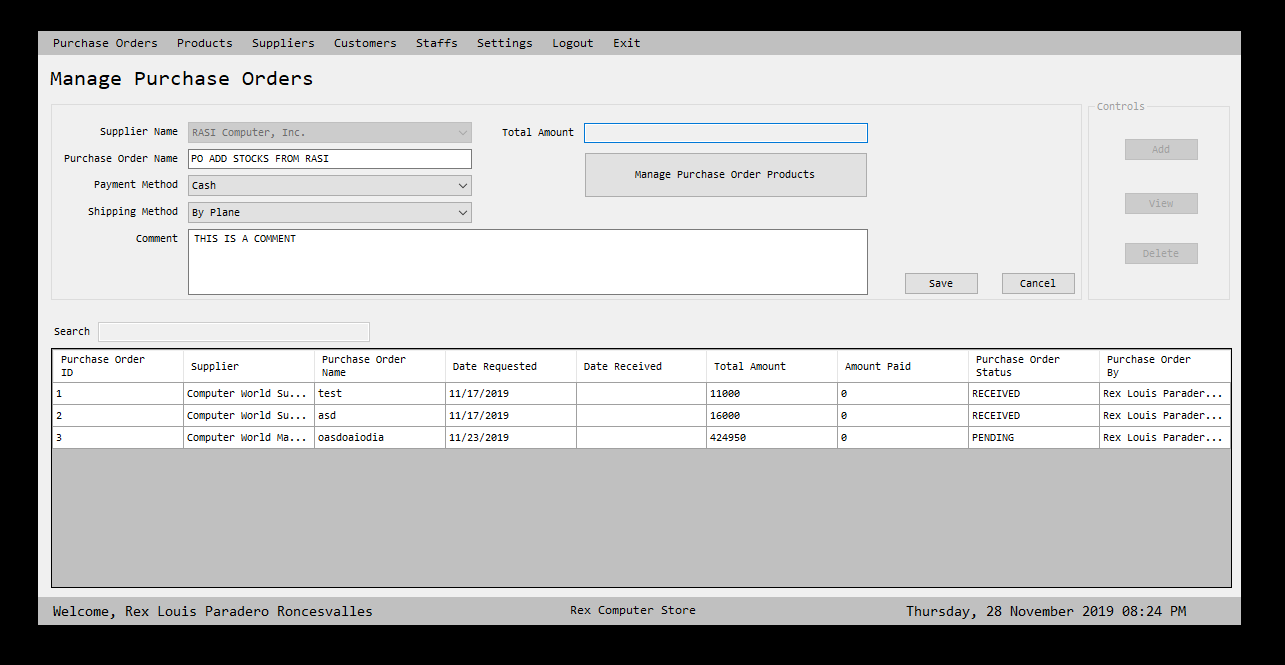 Purchase Orders Products Suppliers Customers Staffs Settings Logout Exit
Manage Purchase Orders
Controls
Supplier Name RASI Computer, Inc. Total Amount
Add
Purchase Order Name PO ADD STOCKS FROM RASI
Manage Purchase Order Products
Payment Method Cash
View
Shipping Method By Plane
Comment THIS IS A COMMENT
Delete
Save Cancel
Search
Purchase Order ID Supplier Purchase Order Name Date Requested Date Received Total Amount Amount Paid Purchase Order Status Purchase Order By
1 Computer World Su... test 11/17/2019 11000 0 RECEIVED Rex Louis Parader...
2 Computer World Su... asd 11/17/2019 16000 0 RECEIVED Rex Louis Parader...
3 Computer World Ma... oasdoaiodia 11/23/2019 424950 0 PENDING Rex Louis Parader...
Welcome, Rex Louis Paradero Roncesvalles Rex Computer Store Thursday, 28 November 2019 08:24 PM